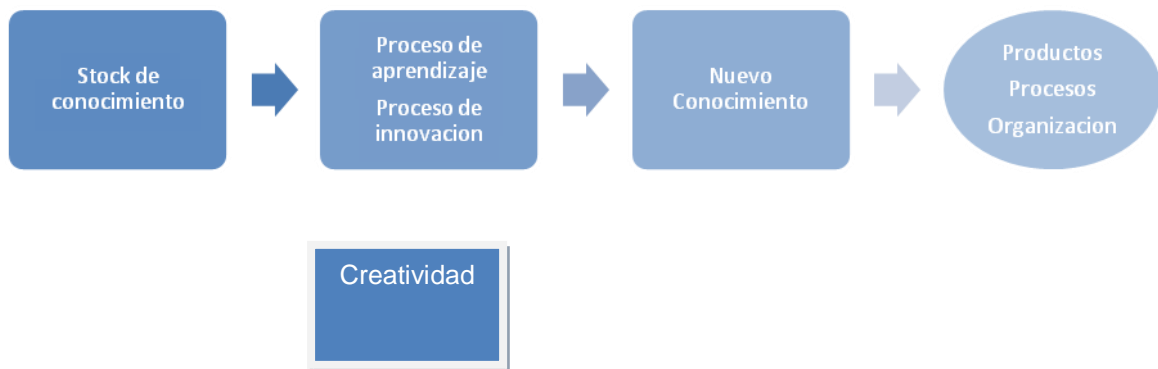 Stock de
conocimiento
Proceso de
aprendizaje
Proceso de
innovacion
Nuevo
Conocimiento
Productos
Procesos
Organizacion
Creatividad